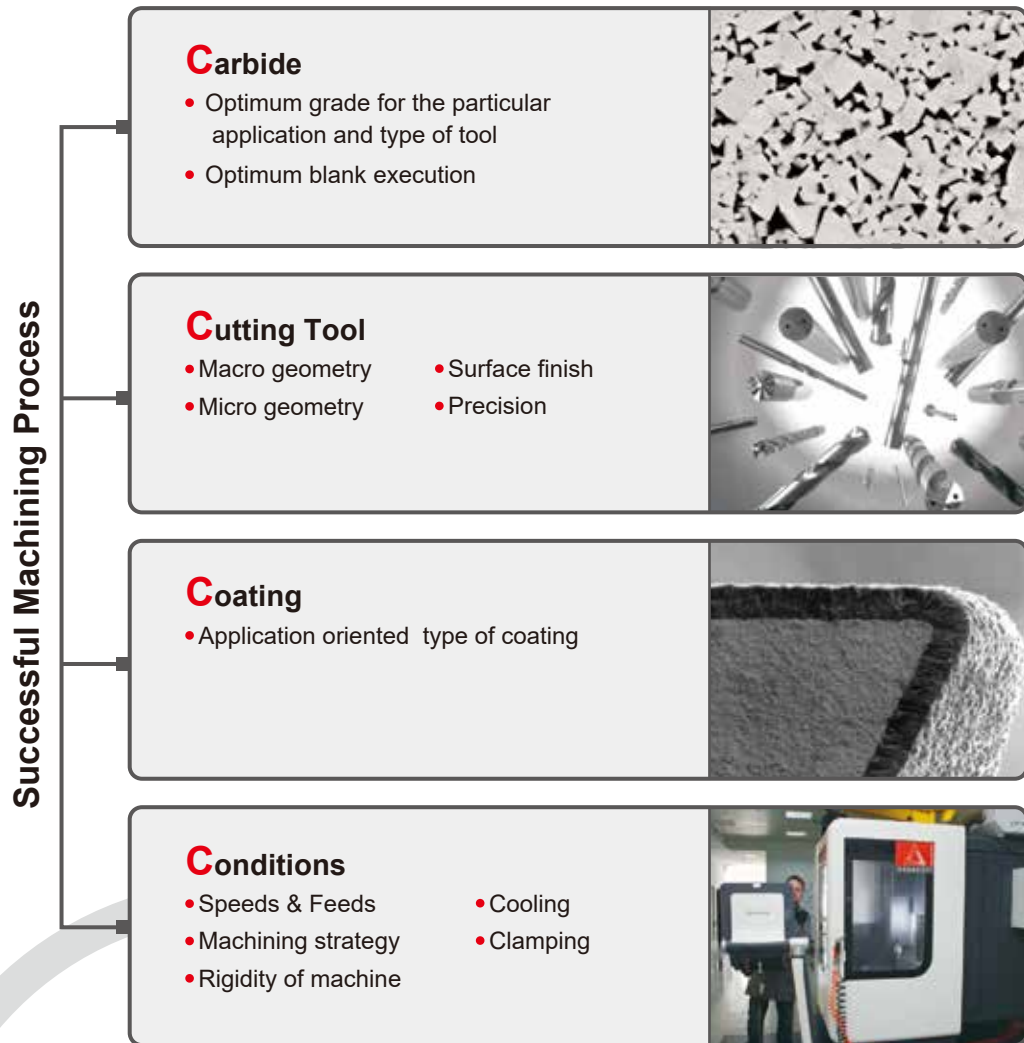 Successful Machining Process
Carbide
• Optimum grade for the particular
application and type of tool
• Optimum blank execution
Cutting Tool
• Macro geometry
• Micro geometry
• Surface finish
• Precision
Coating
• Application oriented type of coating
Conditions
• Speeds & Feeds
• Machining strategy
• Rigidity of machine
• Cooling
• Clamping